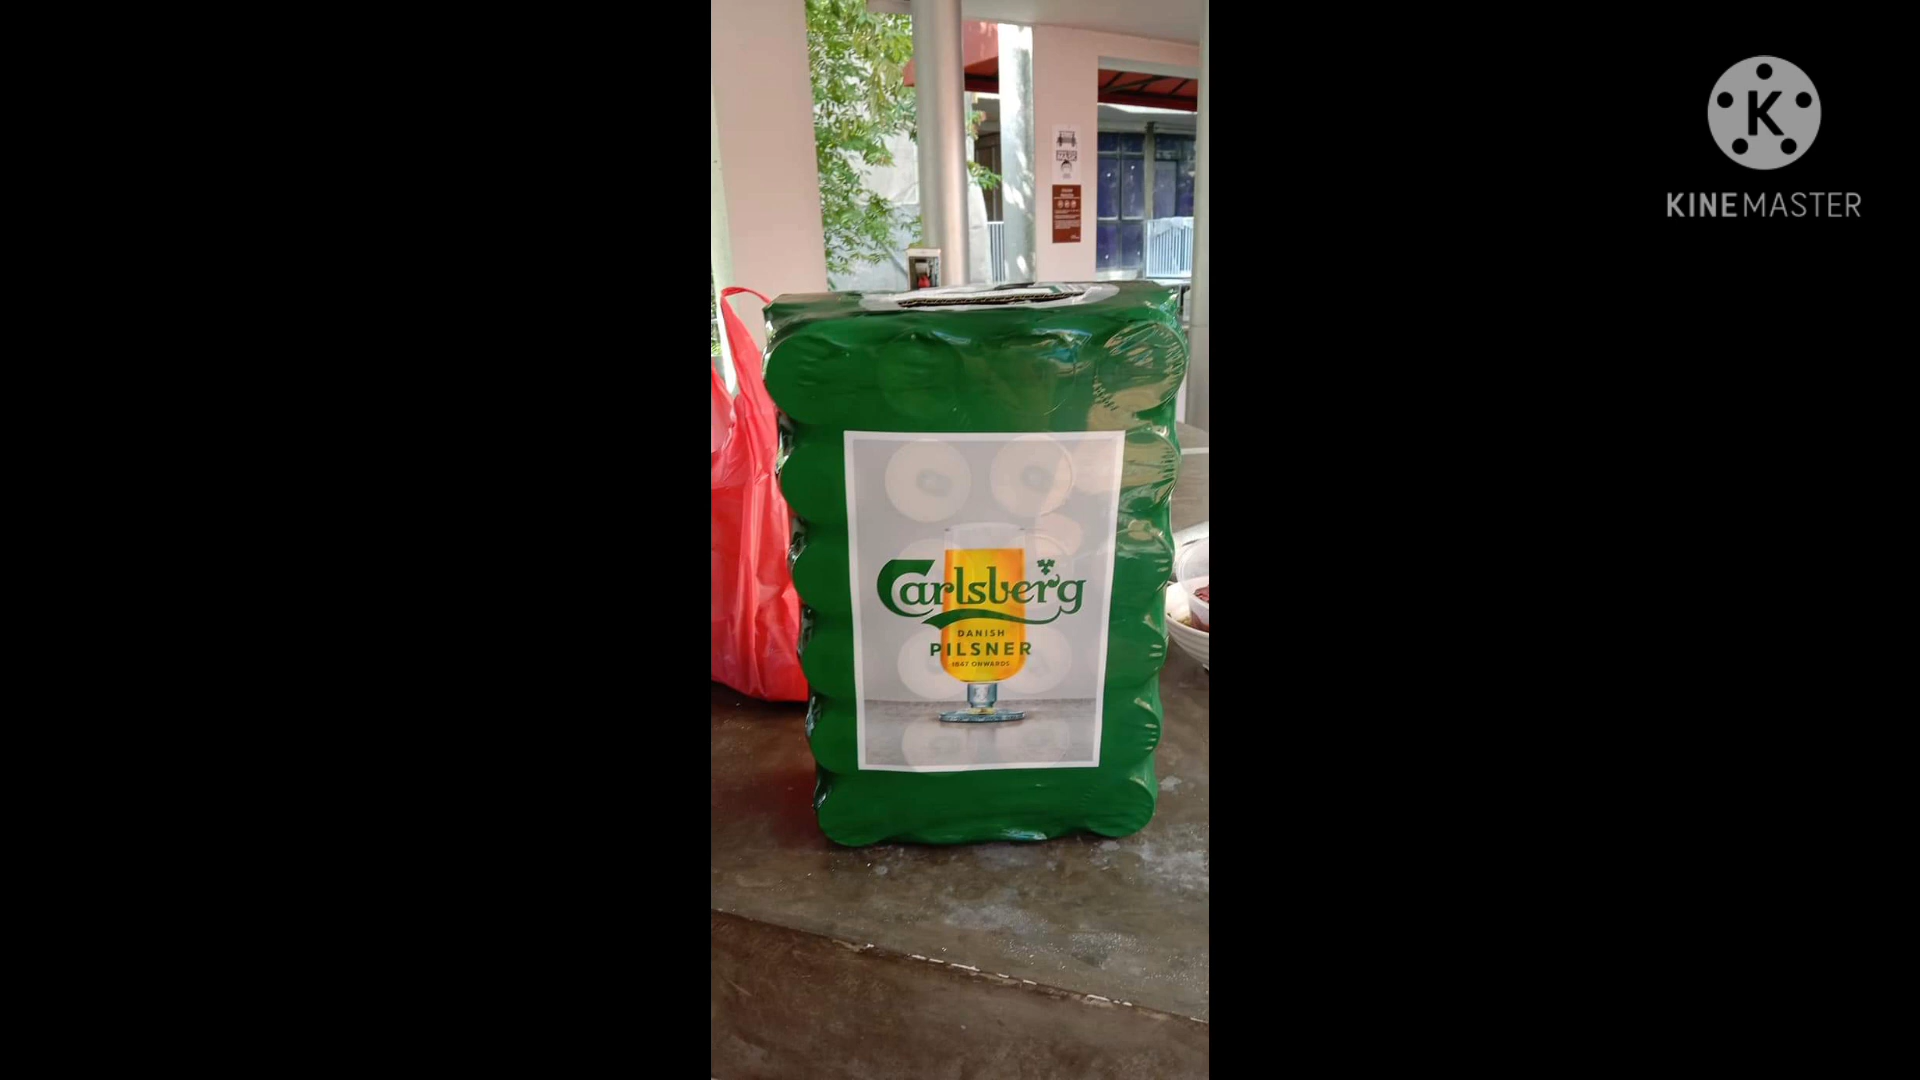 K
KINEMASTER
Carlsberg
DANISH
PILSNER
1847 ONWARDS